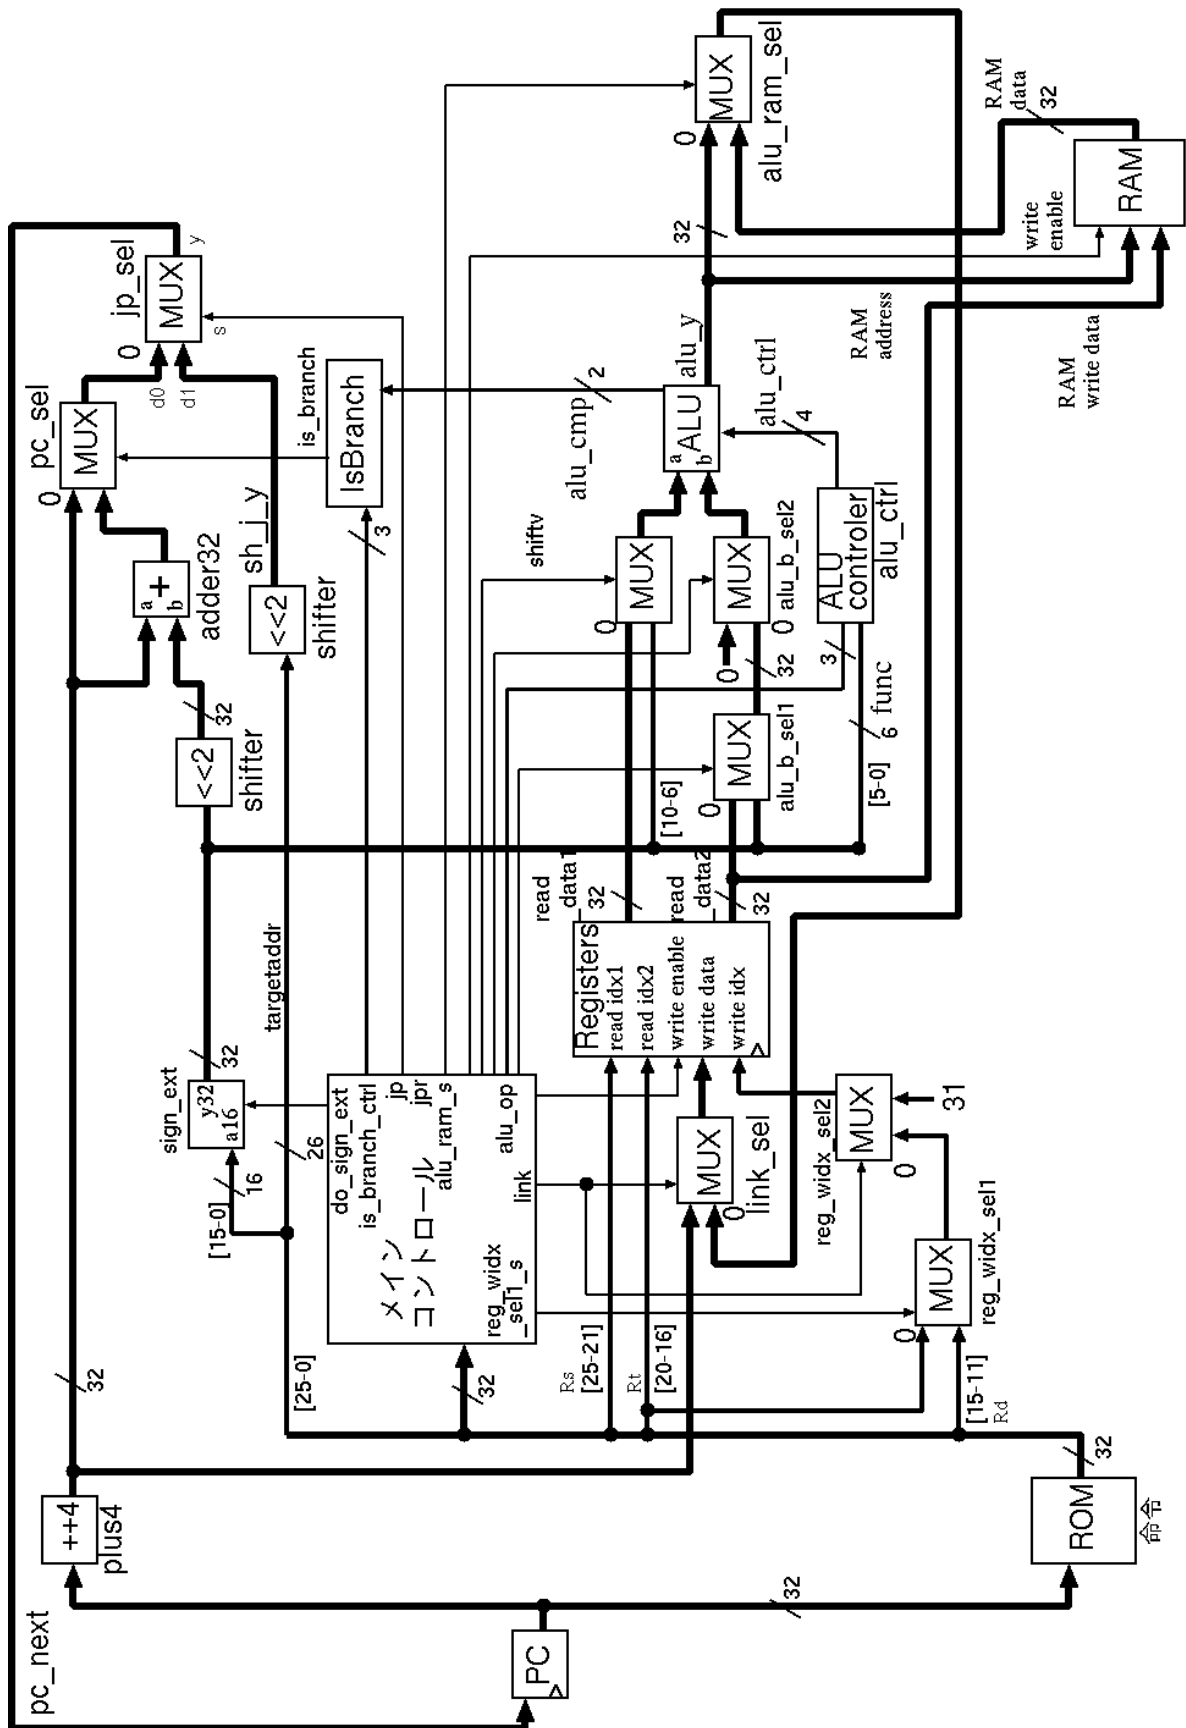 pc_next
PC
++4
plus4
32
32
ROM
命令
32
[25-0]
[15-0]
16
26
sign_ext
a16
y32
32
targetaddr
メイン
コントロール
do_sign_ext
is_branch_ctrl
jp
jpr
alu_ram_s
alu_op
link
reg_widx
_sel1_s
32
Rs
[25-21]
Rt
[20-16]
[15-11]
Rd
0
MUX
reg_widx_sel1
0
MUX
reg_widx_sel2
31
0
MUX
link_sel
Registers
read idx1
read idx2
write enable
write data
write idx
read
_data1
32
read
_data2
32
<<2
shifter
32
<<2
shifter
sh_j_y
a
b
+
adder32
0
MUX
pc_sel
0
MUX
jp_sel
d0
d1
s
y
3
IsBranch
is_branch
[10-6]
0
MUX
shiftv
0
MUX
alu_b_sel1
32
0
0
MUX
alu_b_sel2
[5-0]
6
func
3
ALU
controler
alu_ctrl
4
alu_ctrl
a
b
ALU
alu_cmp
2
alu_y
32
0
MUX
alu_ram_sel
RAM
address
RAM
write data
write
enable
RAM
RAM
data
32